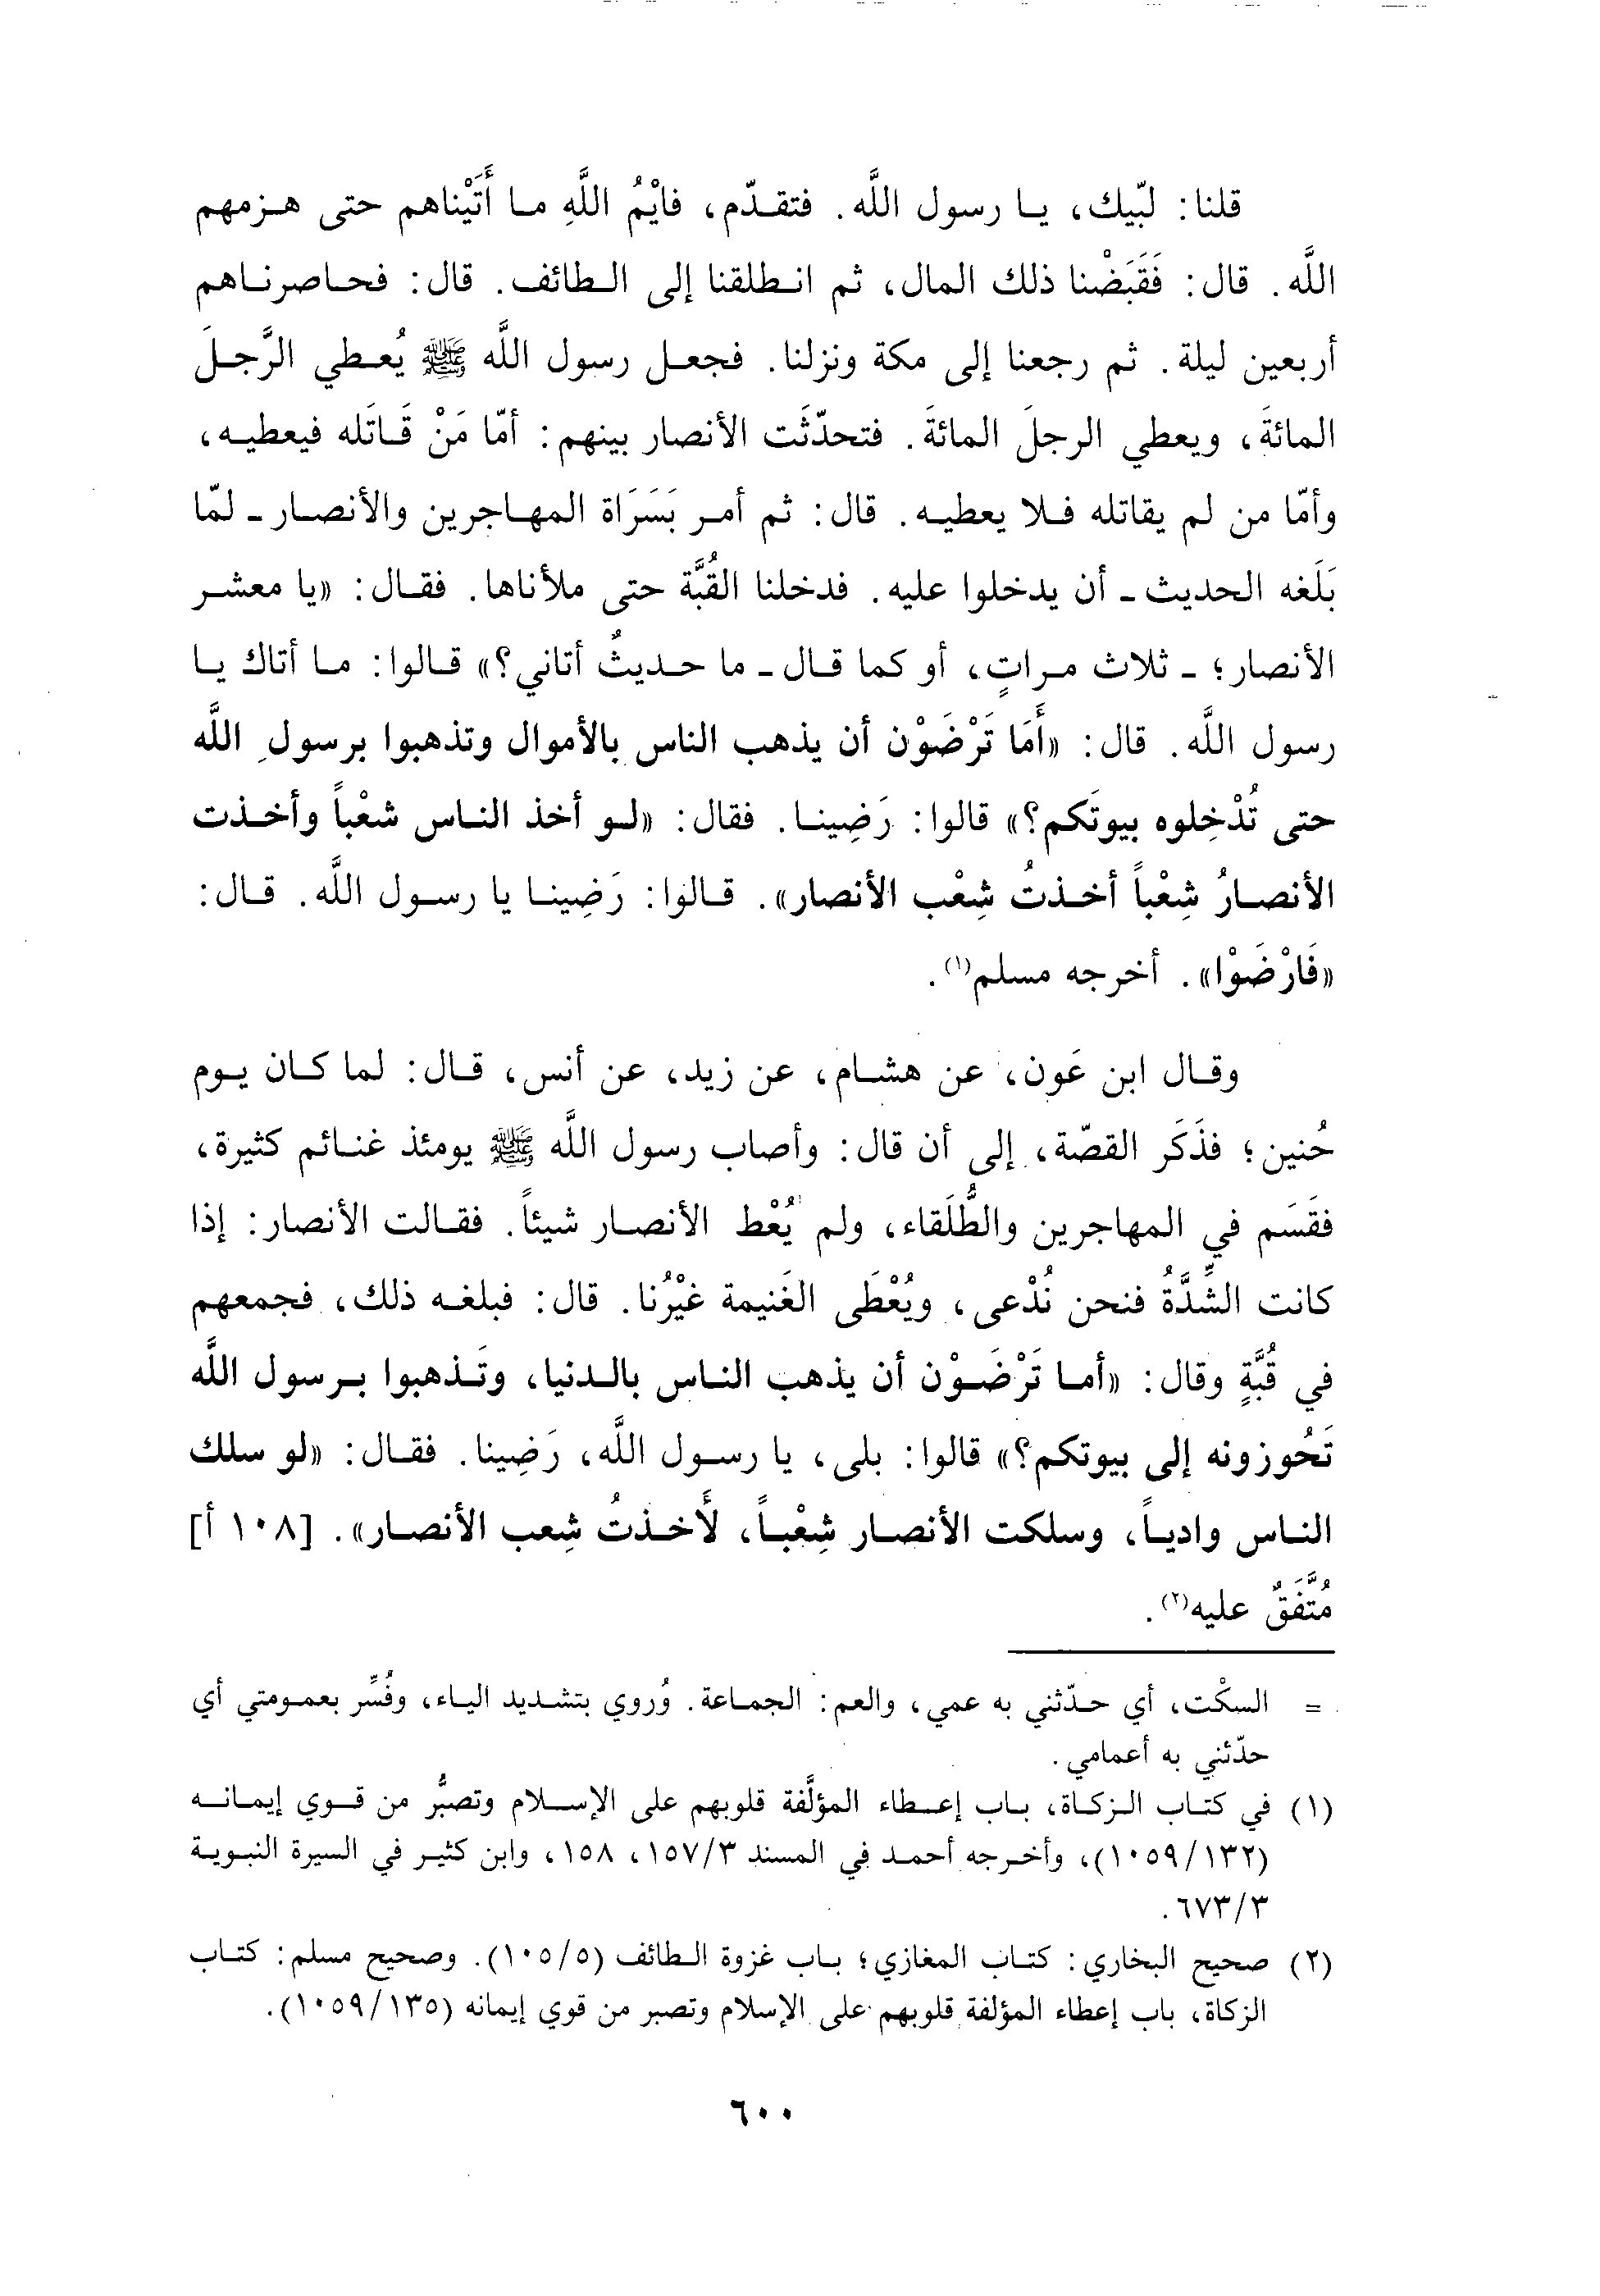 قلنا: لبّيك، يا رسول اللَّه. فتقدّم، فايْمُ اللَّهِ ما أَتَيْناهم حتى هزمهم
اللَّه. قال: فَقَبَضْنا ذلك المال، ثم انطلقنا إلى الطائف. قال: فحاصرناهم
أربعين ليلة. ثم رجعنا إلى مكة ونزلنا. فجعل رسول اللَّه ﷺ يُعطي الرَّجلَ
المائةَ، ويعطي الرجلَ المائةَ. فتحدّثَت الأنصار بينهم: أمّا مَنْ قَاتَله فيعطيه،
وأمّا من لم يقاتله فلا يعطيه. قال: ثم أمر بَسَرَاة المهاجرين والأنصار ـ لمّا
بَلَغه الحديث ـ أن يدخلوا عليه. فدخلنا القُبَّة حتى ملأناها. فقال: «يا معشر
الأنصار؛ ـ ثلاث مراتٍ، أو كما قال ـ ما حديثُ أتاني؟» قالوا: ما أتاك يا
رسول اللَّه. قال: «أَمَا تَرْضَوْن أن يذهب الناس بالأموال وتذهبوا برسول اللَّه
حتى تُدْخِلوه بيوتَكم؟» قالوا: رَضِينا. فقال: «لو أخذ الناس شعْباً وأخذت
الأنصارُ شِعْباً أخذتُ شِعْب الأنصار». قالوا: رَضِينا يا رسول اللَّه. قال:
«فَارْضَوْا». أخرجه مسلم(١).
وقال ابن عَون، عن هشام، عن زيد، عن أنس، قال: لما كان يوم
حُنين؛ فذَكَر القصّة، إلى أن قال: وأصاب رسول اللَّه ﷺ يومئذ غنائم كثيرة،
فقَسَم في المهاجرين والطُّلَقاء، ولم يُعْط الأنصار شيئاً. فقالت الأنصار: إذا
كانت الشِّدَّةُ فنحن نُدْعى، ويُعْطَى الغَنيمة غيْرُنا. قال: فبلغه ذلك، فجمعهم
في قُبَّةٍ وقال: «أما تَرْضَوْن أن يذهب الناس بالدنيا، وتَذهبوا برسول اللَّه
تَحُوزونه إلى بيوتكم؟» قالوا: بلى، يا رسول اللَّه، رَضِينا. فقال: «لو سلك
الناس وادياً، وسلكت الأنصار شِعْباً، لأَخذتُ شِعب الأنصار». [١٠٨ أ]
مُتَّفَقٌ عليه(٢).
= السكْت، أي حدّثني به عمي، والعم: الجماعة. وُروي بتشديد الياء، وفُسِّر بعمومتي أي
حدّثني به أعمامي.
(١) في كتاب الزكاة، باب إعطاء المؤلَّفة قلوبهم على الإسلام وتصبُّر من قوي إيمانه
(١٠٥٩/١٣٢)، وأخرجه أحمد في المسند ١٥٧/٣، ١٥٨، وابن كثير في السيرة النبوية
٦٧٣/٣.
(٢) صحيح البخاري: كتاب المغازي؛ باب غزوة الطائف (١٠٥/٥). وصحيح مسلم: كتاب
الزكاة، باب إعطاء المؤلفة قلوبهم على الإسلام وتصبر من قوي إيمانه (١٠٥٩/١٣٥).
٦٠٠